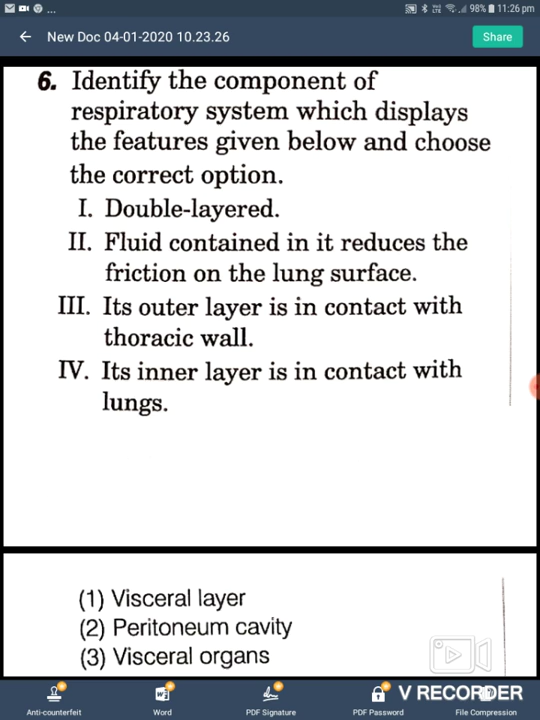 98% 11:26 pm
New Doc 04-01-2020 10.23.26
Share
6. Identify the component of
respiratory system which displays
the features given below and choose
the correct option.
I. Double-layered.
II. Fluid contained in it reduces the
friction on the lung surface.
III. Its outer layer is in contact with
thoracic wall.
IV. Its inner layer is in contact with
lungs.
(1) Visceral layer
(2) Peritoneum cavity
(3) Visceral organs
V RECORDER
Anti-counterfeit
Word
PDF Signature
PDF Password
File Compression